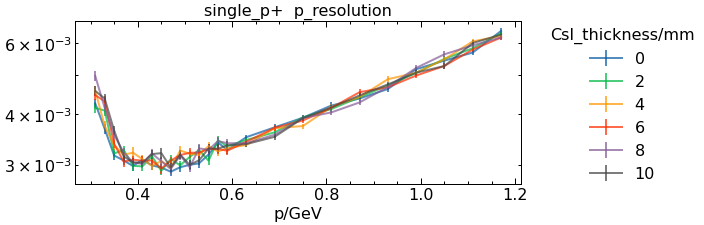 single_p+ p_resolution
6 × 10⁻³
4 × 10⁻³
3 × 10⁻³
0.4 0.6 0.8 1.0 1.2
p/GeV
CsI_thickness/mm
0
2
4
6
8
10